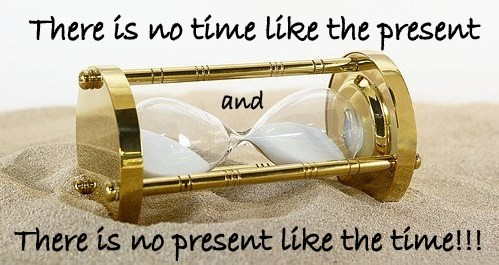 There is no time like the present
and
There is no present like the time!!!